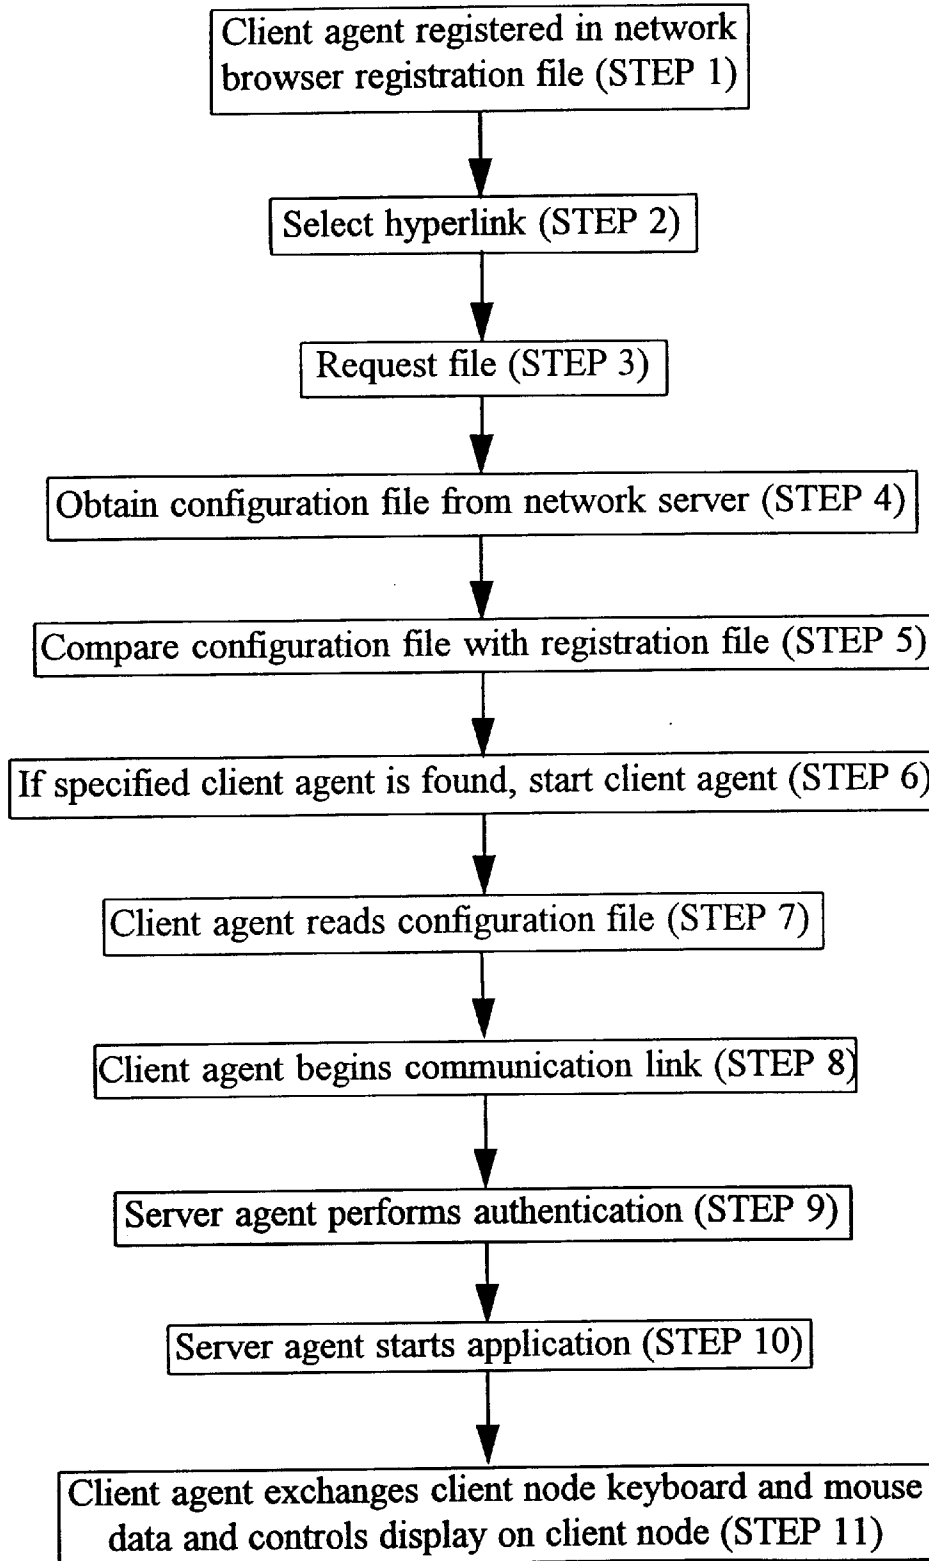 Client agent registered in network
browser registration file (STEP 1)
Select hyperlink (STEP 2)
Request file (STEP 3)
Obtain configuration file from network server (STEP 4)
Compare configuration file with registration file (STEP 5)
If specified client agent is found, start client agent (STEP 6)
Client agent reads configuration file (STEP 7)
Client agent begins communication link (STEP 8)
Server agent performs authentication (STEP 9)
Server agent starts application (STEP 10)
Client agent exchanges client node keyboard and mouse
data and controls display on client node (STEP 11)